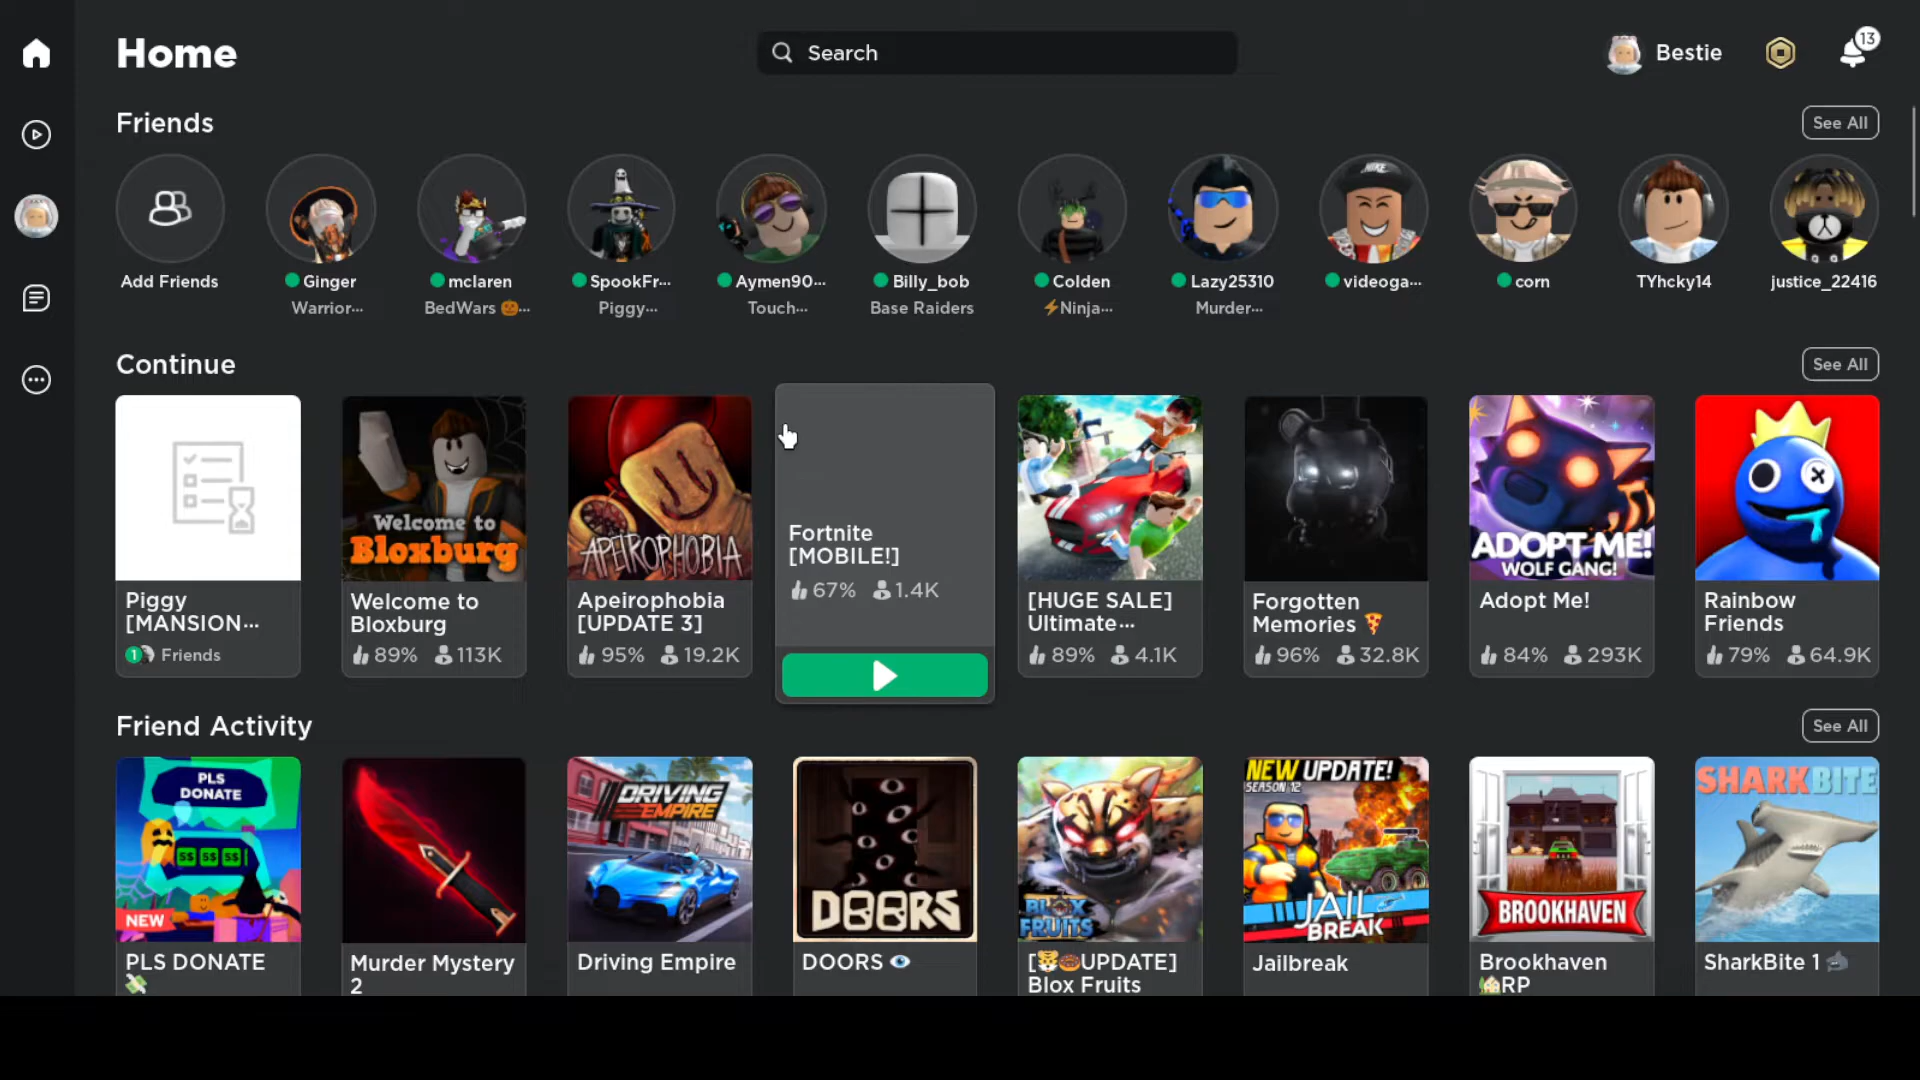 Home
Search
Bestie
13
Friends
See All
Add Friends
Ginger
Warrior...
mclaren
BedWars 🎃...
SpookFr...
Piggy...
Aymen90...
Touch...
Billy_bob
Base Raiders
Colden
⚡Ninja...
Lazy25310
Murder...
videoga...
corn
TYhcky14
justice_22416
NIKE
Continue
See All
Piggy
[MANSION...
1 Friends
Welcome to
Bloxburg
Welcome to
Bloxburg
89% 113K
APEIROPHOBIA
Apeirophobia
[UPDATE 3]
95% 19.2K
Fortnite
[MOBILE!]
67% 1.4K
[HUGE SALE]
Ultimate...
89% 4.1K
Forgotten
Memories 🍕
96% 32.8K
ADOPT ME!
WOLF GANG!
Adopt Me!
84% 293K
Rainbow
Friends
79% 64.9K
Friend Activity
See All
PLS
DONATE
S$ S$ S$
NEW
PLS DONATE
💸
Murder Mystery
2
DRIVING
EMPIRE
Driving Empire
DOORS
DOORS 👁️
BLOX
FRUITS
[🐯🍩UPDATE]
Blox Fruits
NEW UPDATE!
SEASON 12
JAIL
BREAK
Jailbreak
BROOKHAVEN
Brookhaven
🏡RP
SHARKBITE
SharkBite 1 🦈